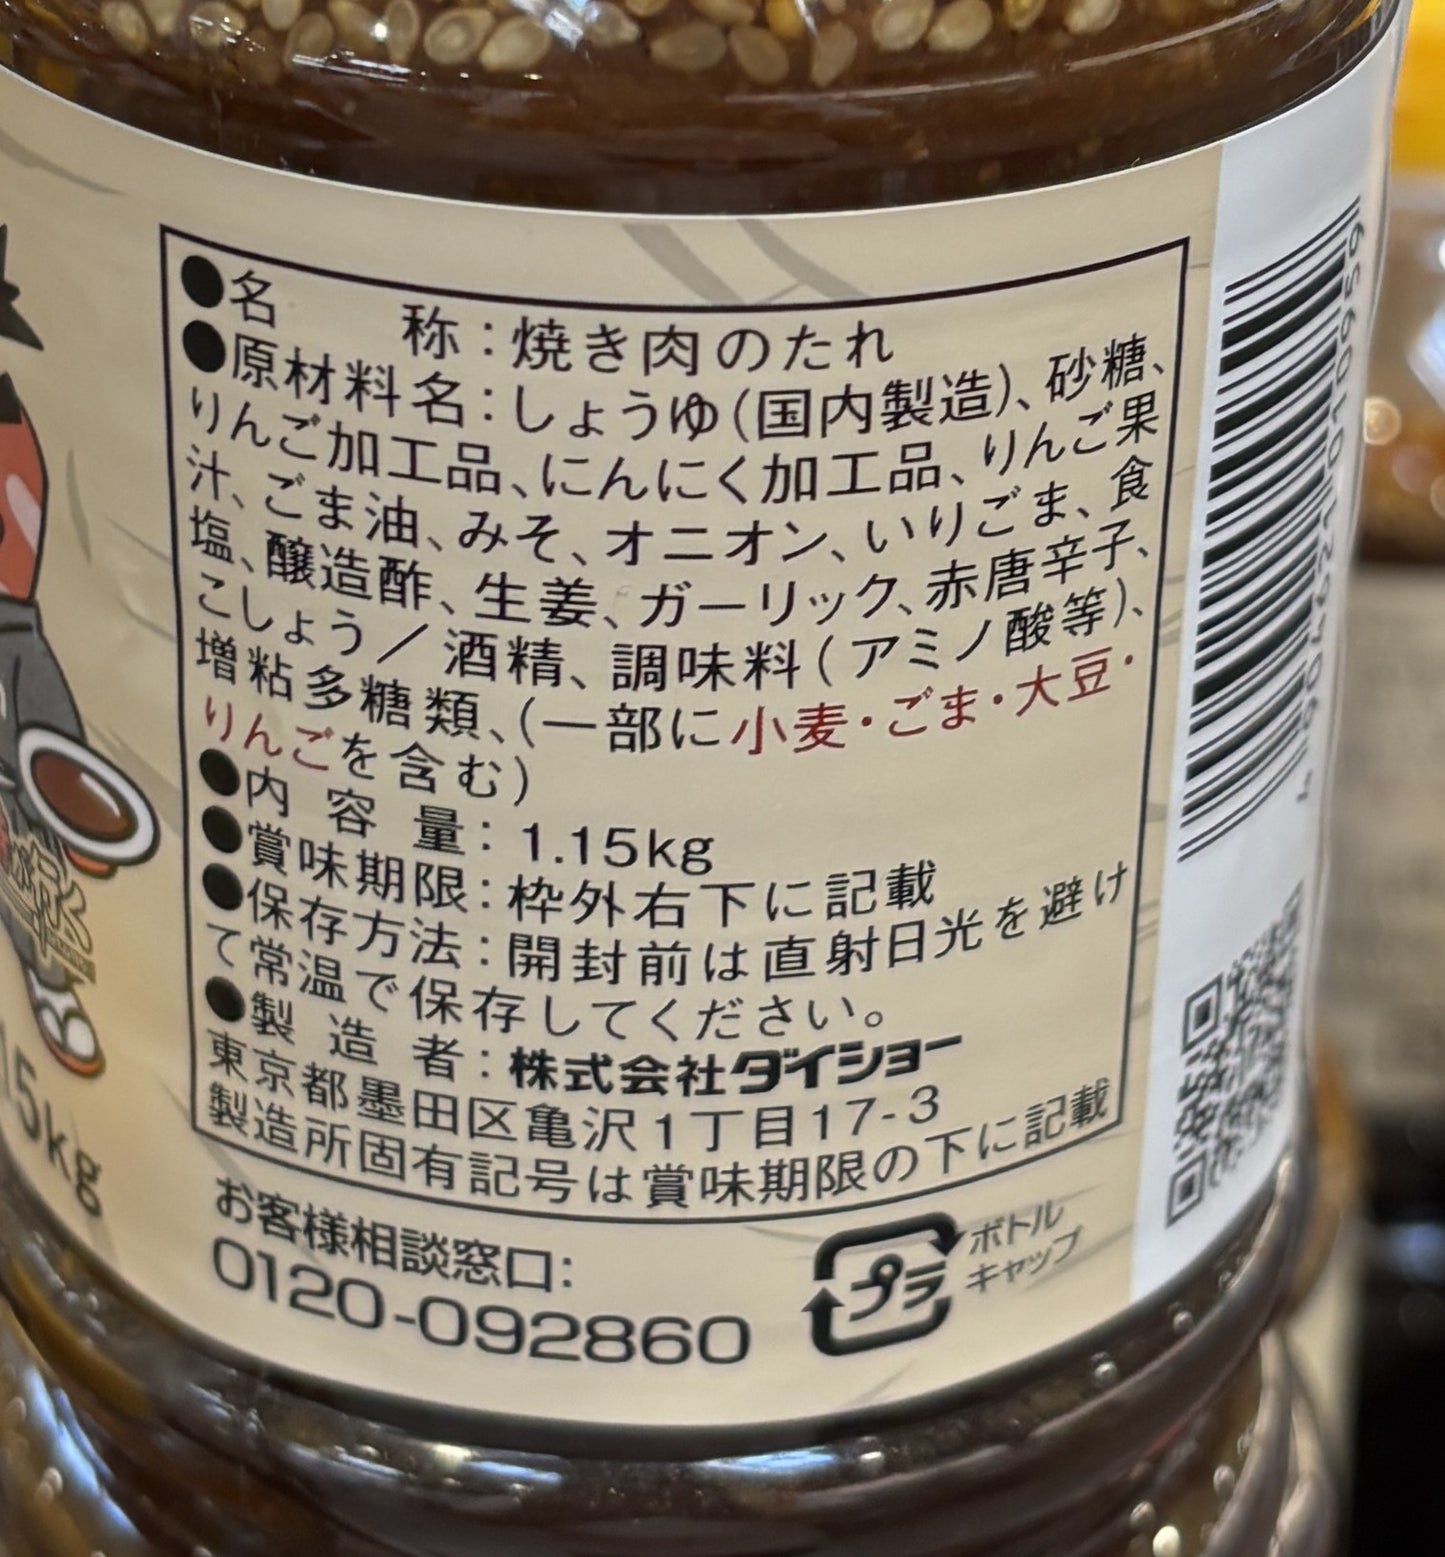 ●名　　称：焼き肉のたれ
●原材料名：しょうゆ(国内製造)、砂糖、
りんご加工品、にんにく加工品、りんご果
汁、ごま油、みそ、オニオン、いりごま、食
塩、醸造酢、生姜、ガーリック、赤唐辛子、
こしょう／酒精、調味料(アミノ酸等)、
増粘多糖類、(一部に小麦・ごま・大豆・
りんごを含む)
●内容量：1.15kg
●賞味期限：枠外右下に記載
●保存方法：開封前は直射日光を避け
て常温で保存してください。
●製造者：株式会社ダイショー
東京都墨田区亀沢1丁目17-3
製造所固有記号は賞味期限の下に記載
お客様相談窓口：
0120-092860
プラ
ボトル
キャップ
15kg